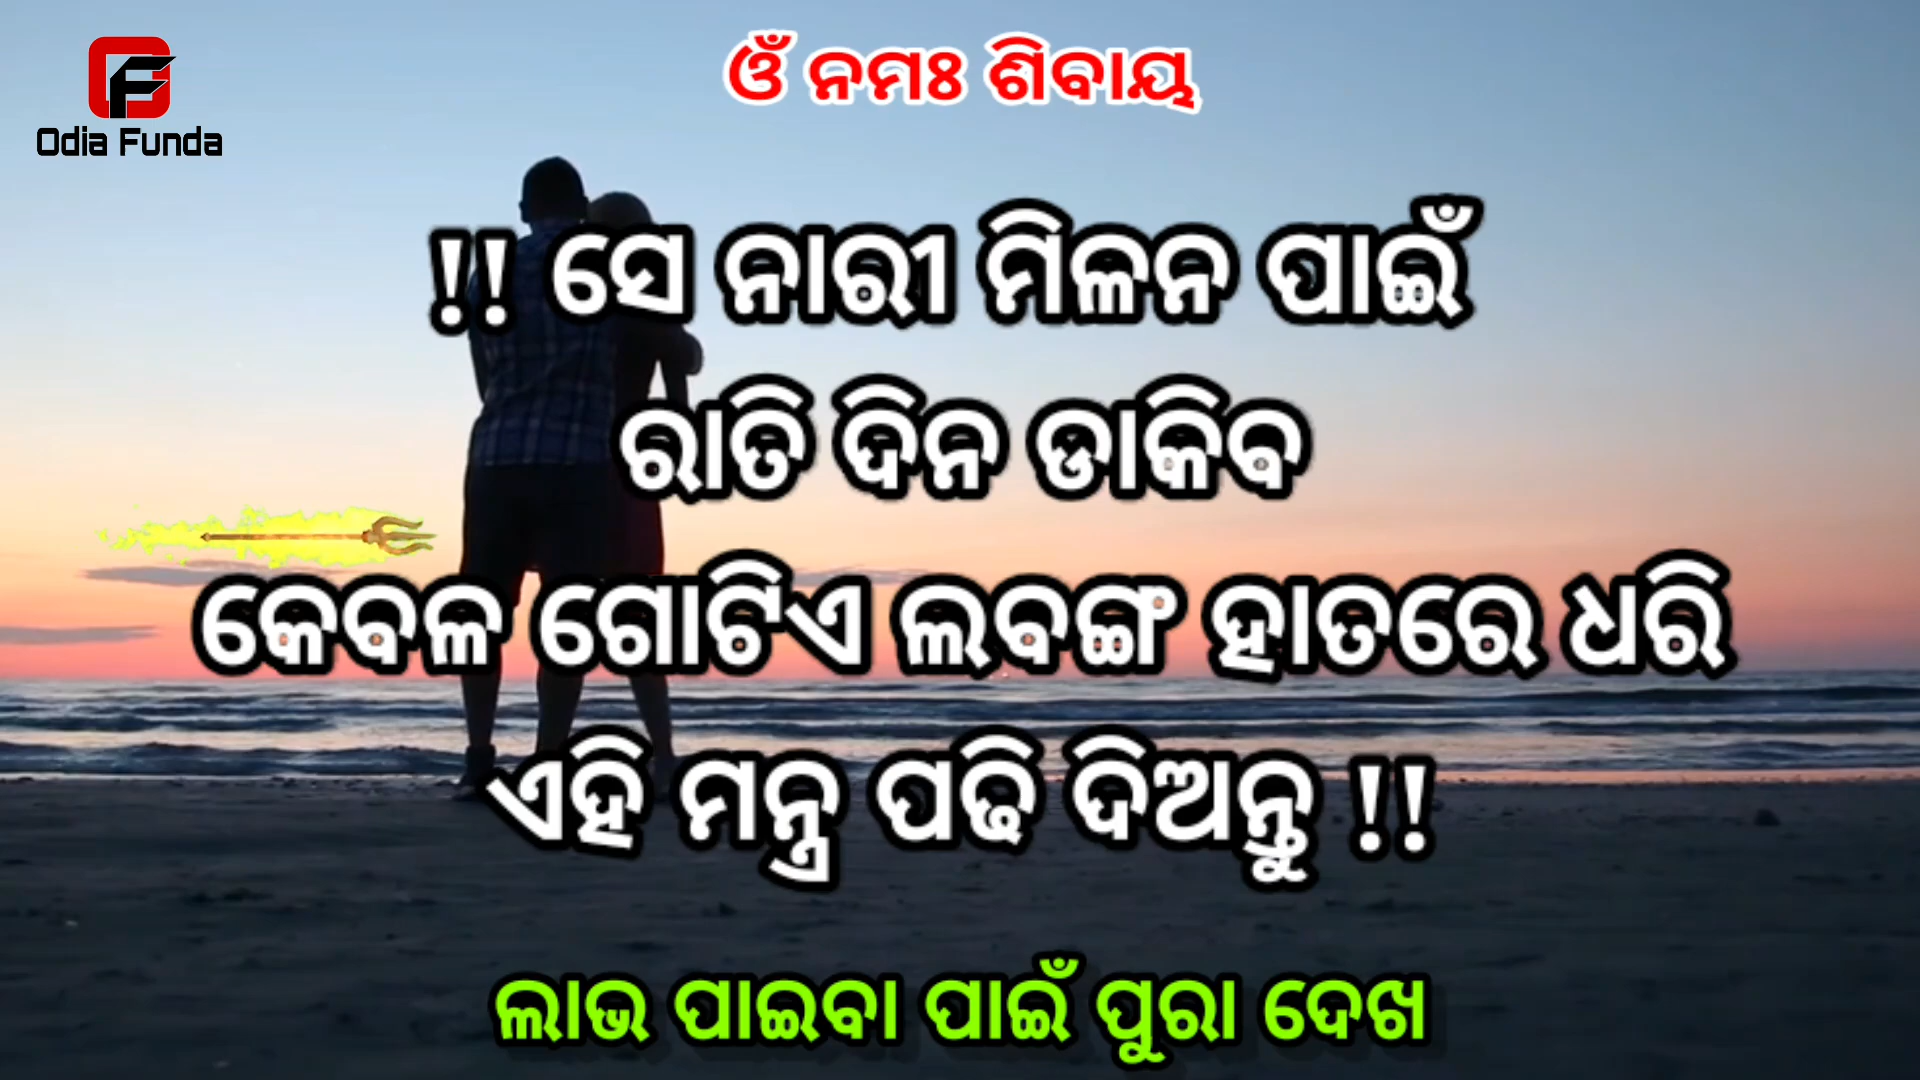 ଓଁ ନମଃ ଶିବାୟ
Odia Funda
!! ସେ ନାରୀ ମିଳନ ପାଇଁ
ରାତି ଦିନ ଡାକିବ
କେବଳ ଗୋଟିଏ ଲବଙ୍ଗ ହାତରେ ଧରି
ଏହି ମନ୍ତ୍ର ପଢି ଦିଅନ୍ତୁ !!
ଲାଭ ପାଇବା ପାଇଁ ପୁରା ଦେଖ